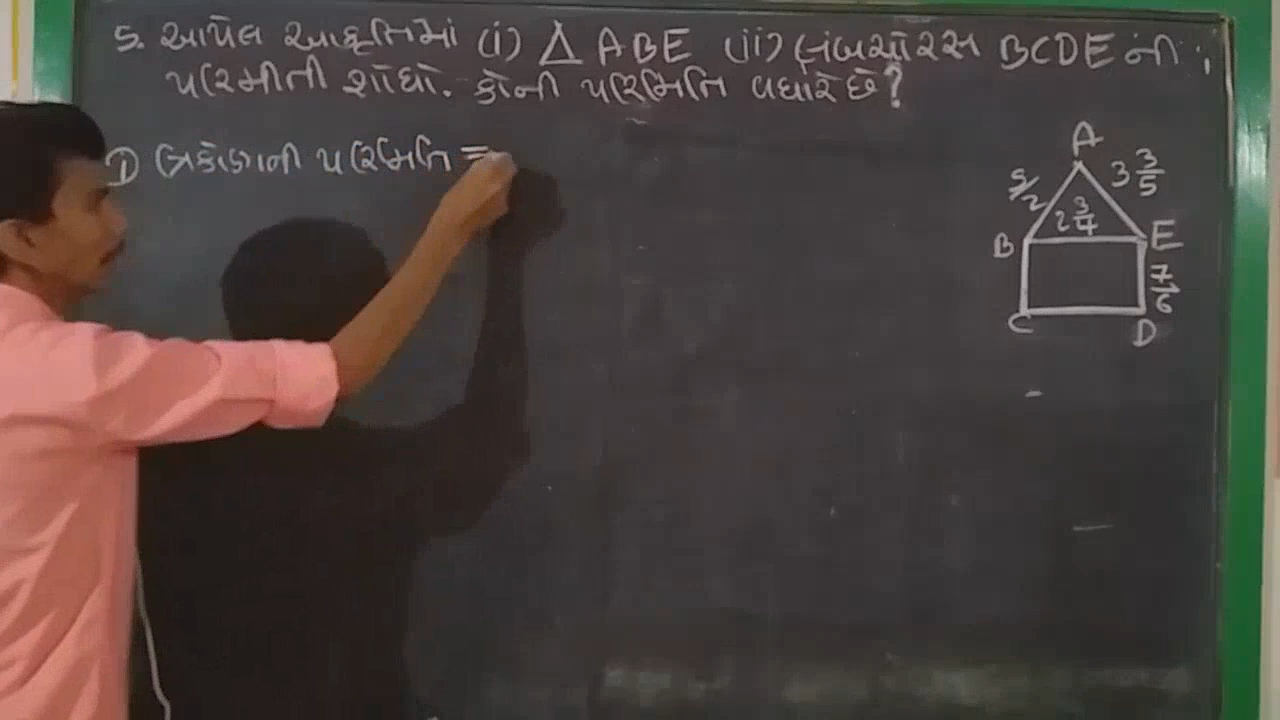 5. આપેલ આકૃતિમાં (i) △ ABE (ii) લંબચોરસ BCDE ની
પરિમીતી શોધો. કોની પરિમિતિ વધારે છે?
① ત્રિકોણની પરિમિતિ =
A
5/2
3 3/5
2 3/4
B
E
7/6
C
D